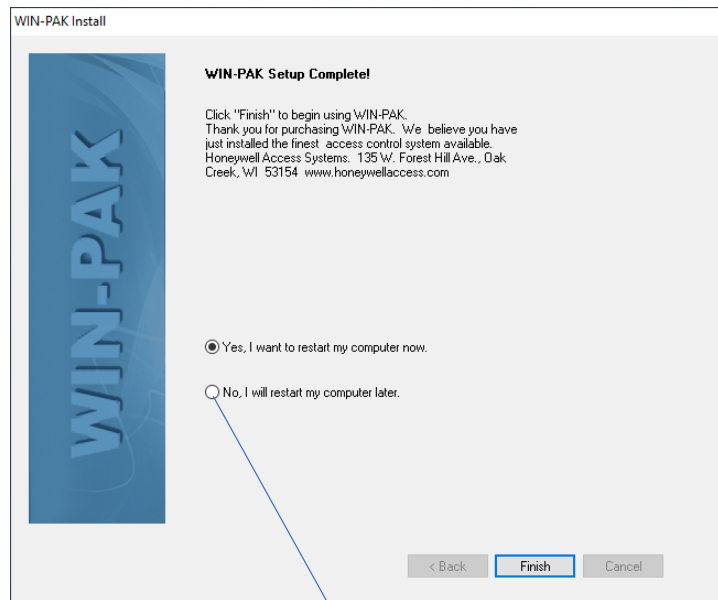 WIN-PAK Install
WIN-PAK
WIN-PAK Setup Complete!
Click "Finish" to begin using WIN-PAK.
Thank you for purchasing WIN-PAK.  We  believe you have
just installed the finest  access control system available.
Honeywell Access Systems.  135 W. Forest Hill Ave., Oak
Creek, WI  53154  www.honeywellaccess.com
Yes, I want to restart my computer now.
No, I will restart my computer later.
< Back
Finish
Cancel